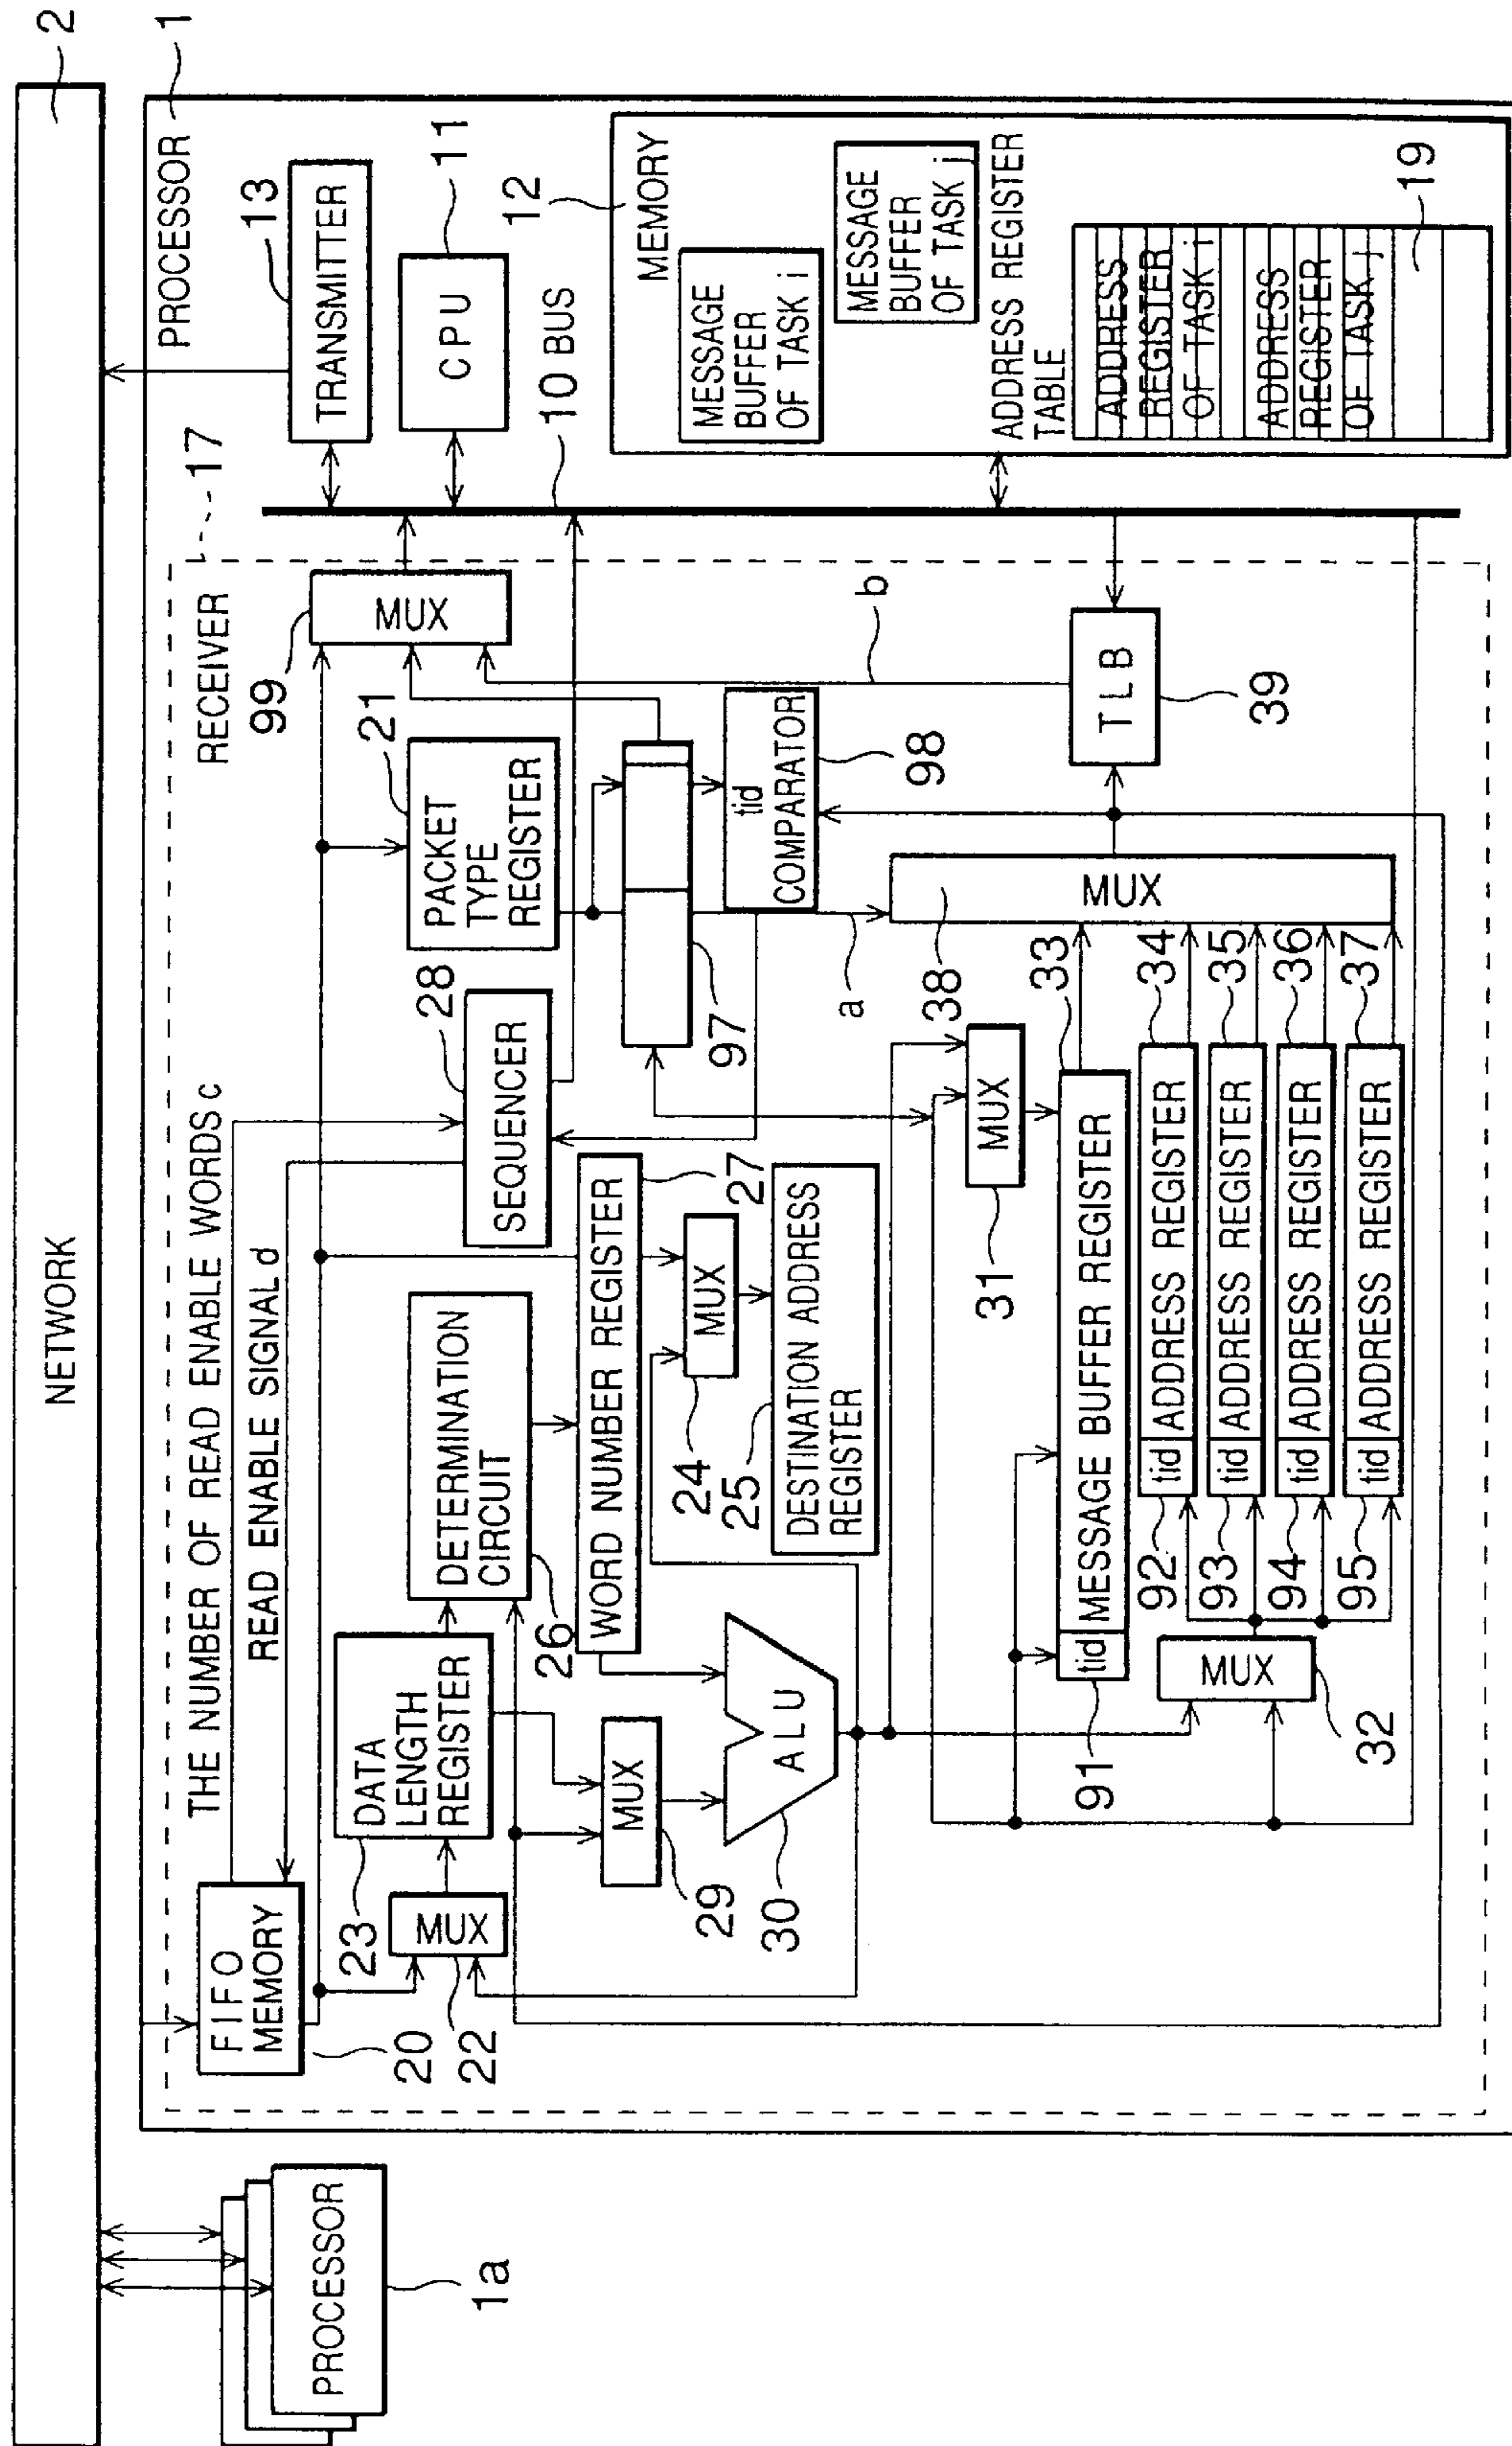 NETWORK
2
PROCESSOR
1a
PROCESSOR
1
THE NUMBER OF READ ENABLE WORDS c
READ ENABLE SIGNAL d
RECEIVER
17
FIFO
MEMORY
20
MUX
22
DATA
LENGTH
REGISTER
23
DETERMINATION
CIRCUIT
26
SEQUENCER
28
PACKET
TYPE
REGISTER
21
MUX
99
TRANSMITTER
13
CPU
11
10 BUS
WORD NUMBER REGISTER
27
MUX
29
ALU
30
MUX
24
DESTINATION ADDRESS
REGISTER
25
97
tid
COMPARATOR
98
a
b
MUX
31
MUX
38
TLB
39
tid
MESSAGE BUFFER REGISTER
91
33
MUX
32
tid
ADDRESS REGISTER
92
34
tid
ADDRESS REGISTER
93
35
tid
ADDRESS REGISTER
94
36
tid
ADDRESS REGISTER
95
37
12
MEMORY
MESSAGE
BUFFER
OF TASK i
MESSAGE
BUFFER
OF TASK j
ADDRESS REGISTER
TABLE
ADDRESS
REGISTER
OF TASK i
ADDRESS
REGISTER
OF TASK j
19